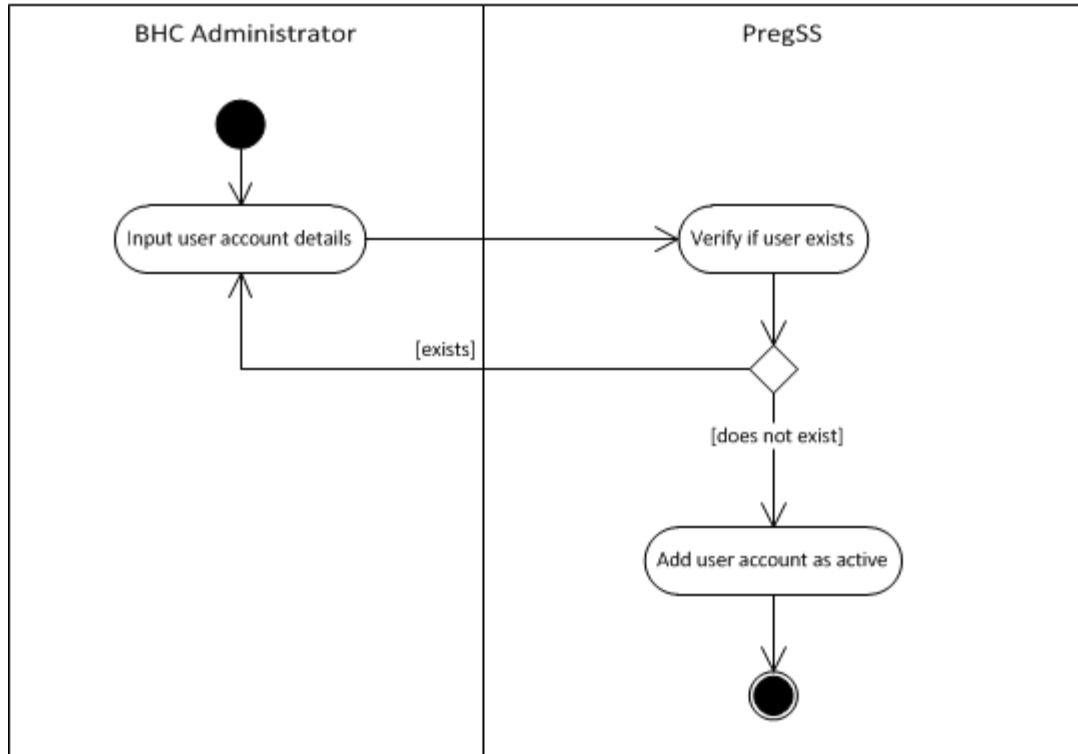 BHC Administrator
PregSS
Input user account details
Verify if user exists
[exists]
[does not exist]
Add user account as active